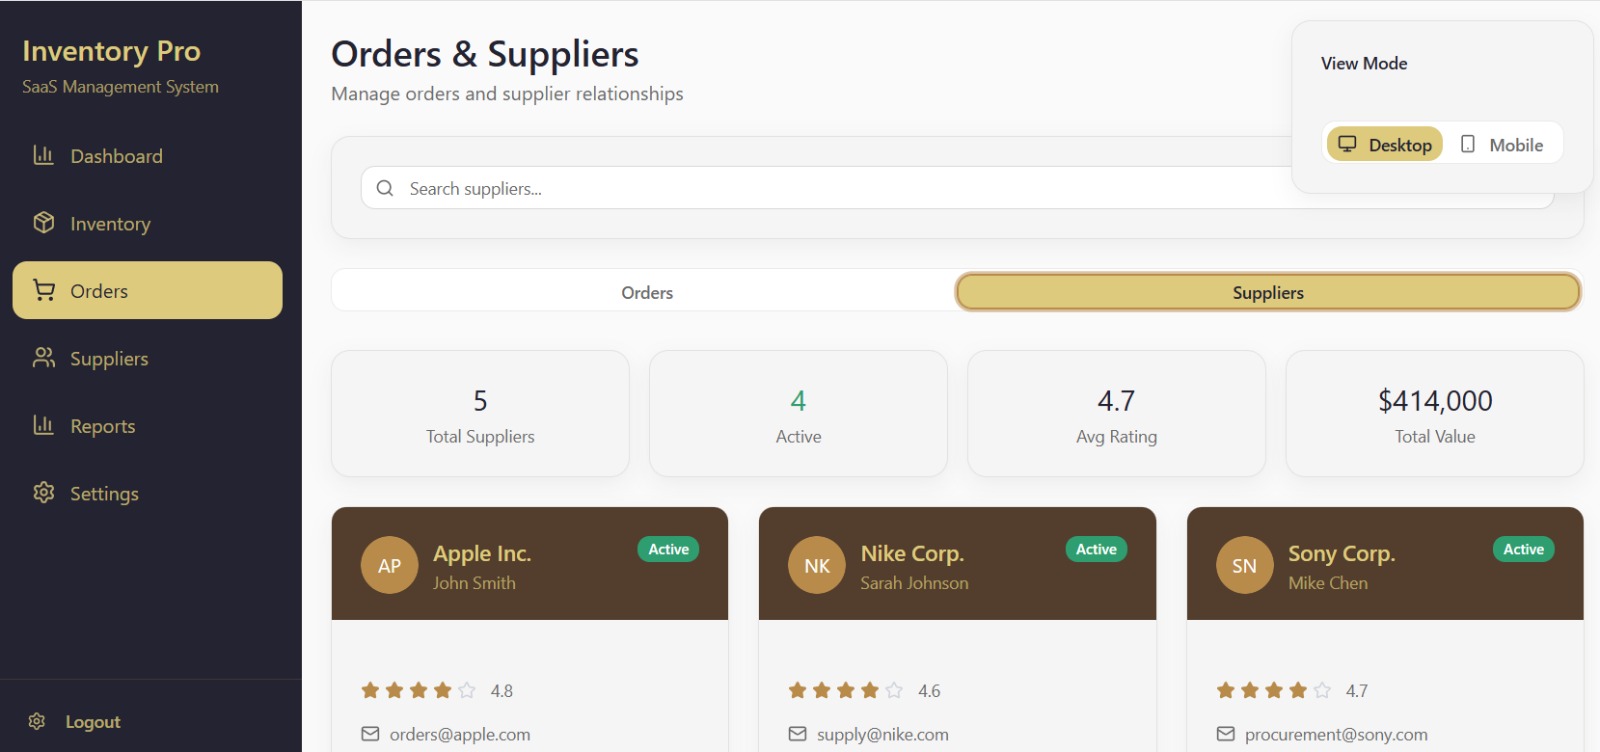 Inventory Pro
SaaS Management System
Dashboard
Inventory
Orders
Suppliers
Reports
Settings
Logout
Orders & Suppliers
Manage orders and supplier relationships
View Mode
Desktop Mobile
Search suppliers...
Orders Suppliers
5
Total Suppliers
4
Active
4.7
Avg Rating
$414,000
Total Value
AP
Apple Inc.
John Smith
Active
4.8
orders@apple.com
NK
Nike Corp.
Sarah Johnson
Active
4.6
supply@nike.com
SN
Sony Corp.
Mike Chen
Active
4.7
procurement@sony.com